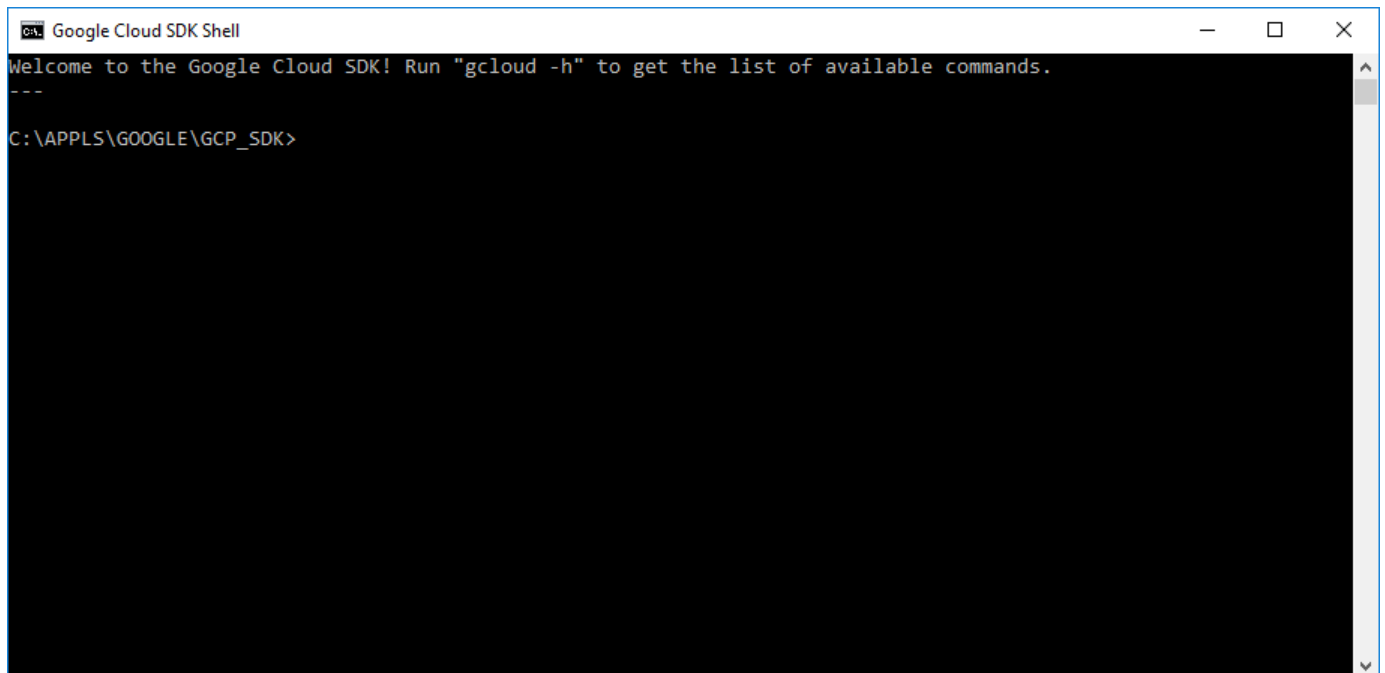 Google Cloud SDK Shell
Welcome to the Google Cloud SDK! Run "gcloud -h" to get the list of available commands.
---
C:\APPLS\GOOGLE\GCP_SDK>